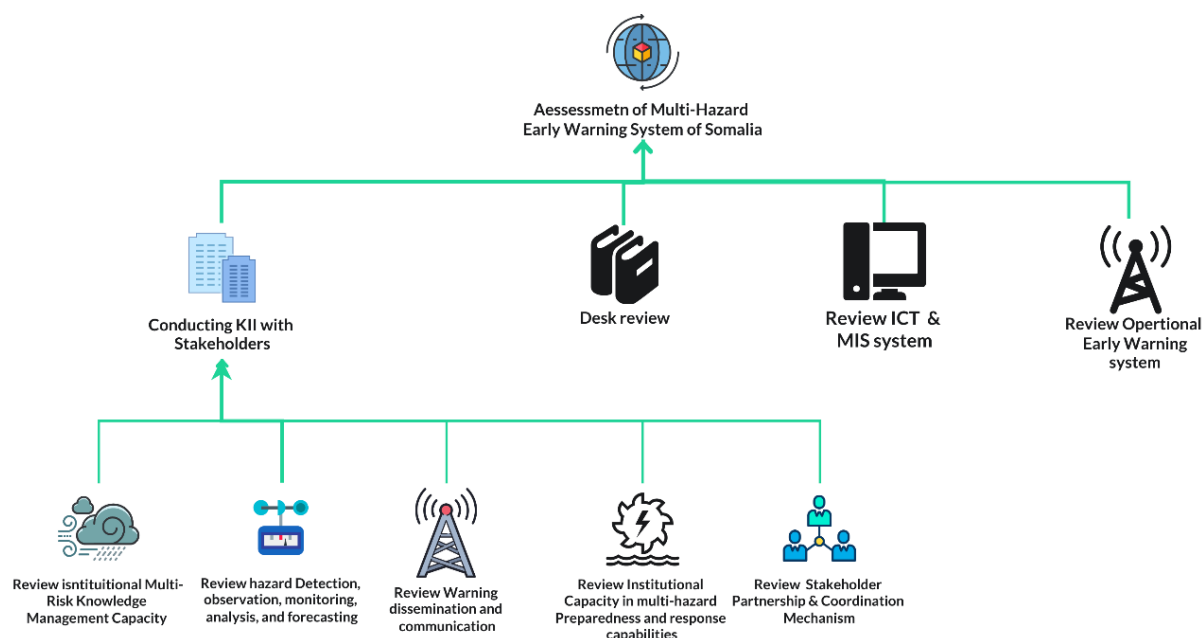 Aessessmetn of Multi-Hazard
Early Warning System of Somalia
Conducting KII with
Stakeholders
Desk review
Review ICT &
MIS system
Review Opertional
Early Warning
system
Review isntituitional Multi-
Risk Knowledge
Management Capacity
Review hazard Detection,
observation, monitoring,
analysis, and forecasting
Review Warning
dissemination and
communication
Review Institutional
Capacity in multi-hazard
Preparedness and response
capabilities
Review Stakeholder
Partnership & Coordination
Mechanism